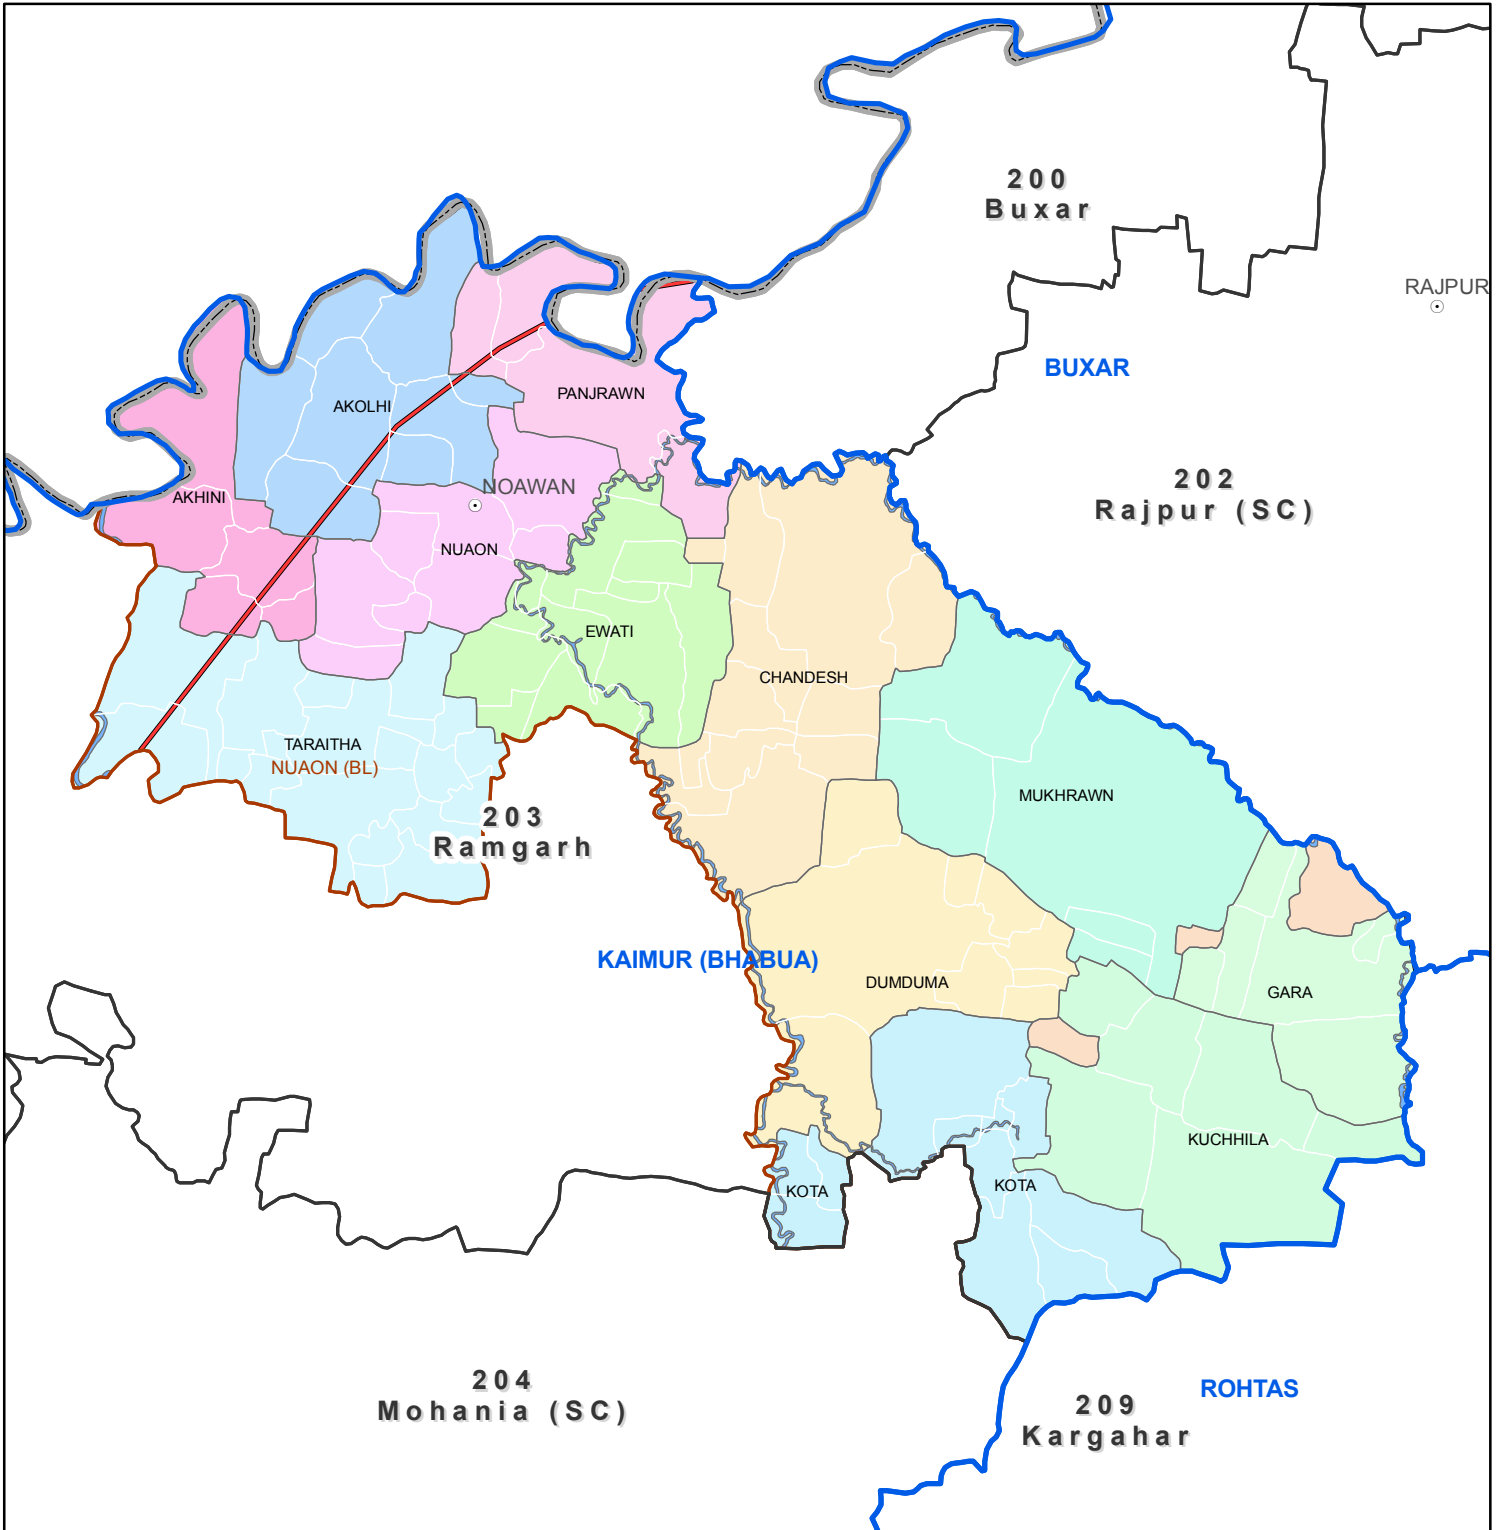 200
Buxar
RAJPUR
BUXAR
PANJRAWN
AKOLHI
202
Rajpur (SC)
NOAWAN
AKHINI
NUAON
EWATI
CHANDESH
TARAITHA
NUAON (BL)
MUKHRAWN
203
Ramgarh
KAIMUR (BHABUA)
DUMDUMA
GARA
KUCHHILA
KOTA
KOTA
204
Mohania (SC)
ROHTAS
209
Kargahar